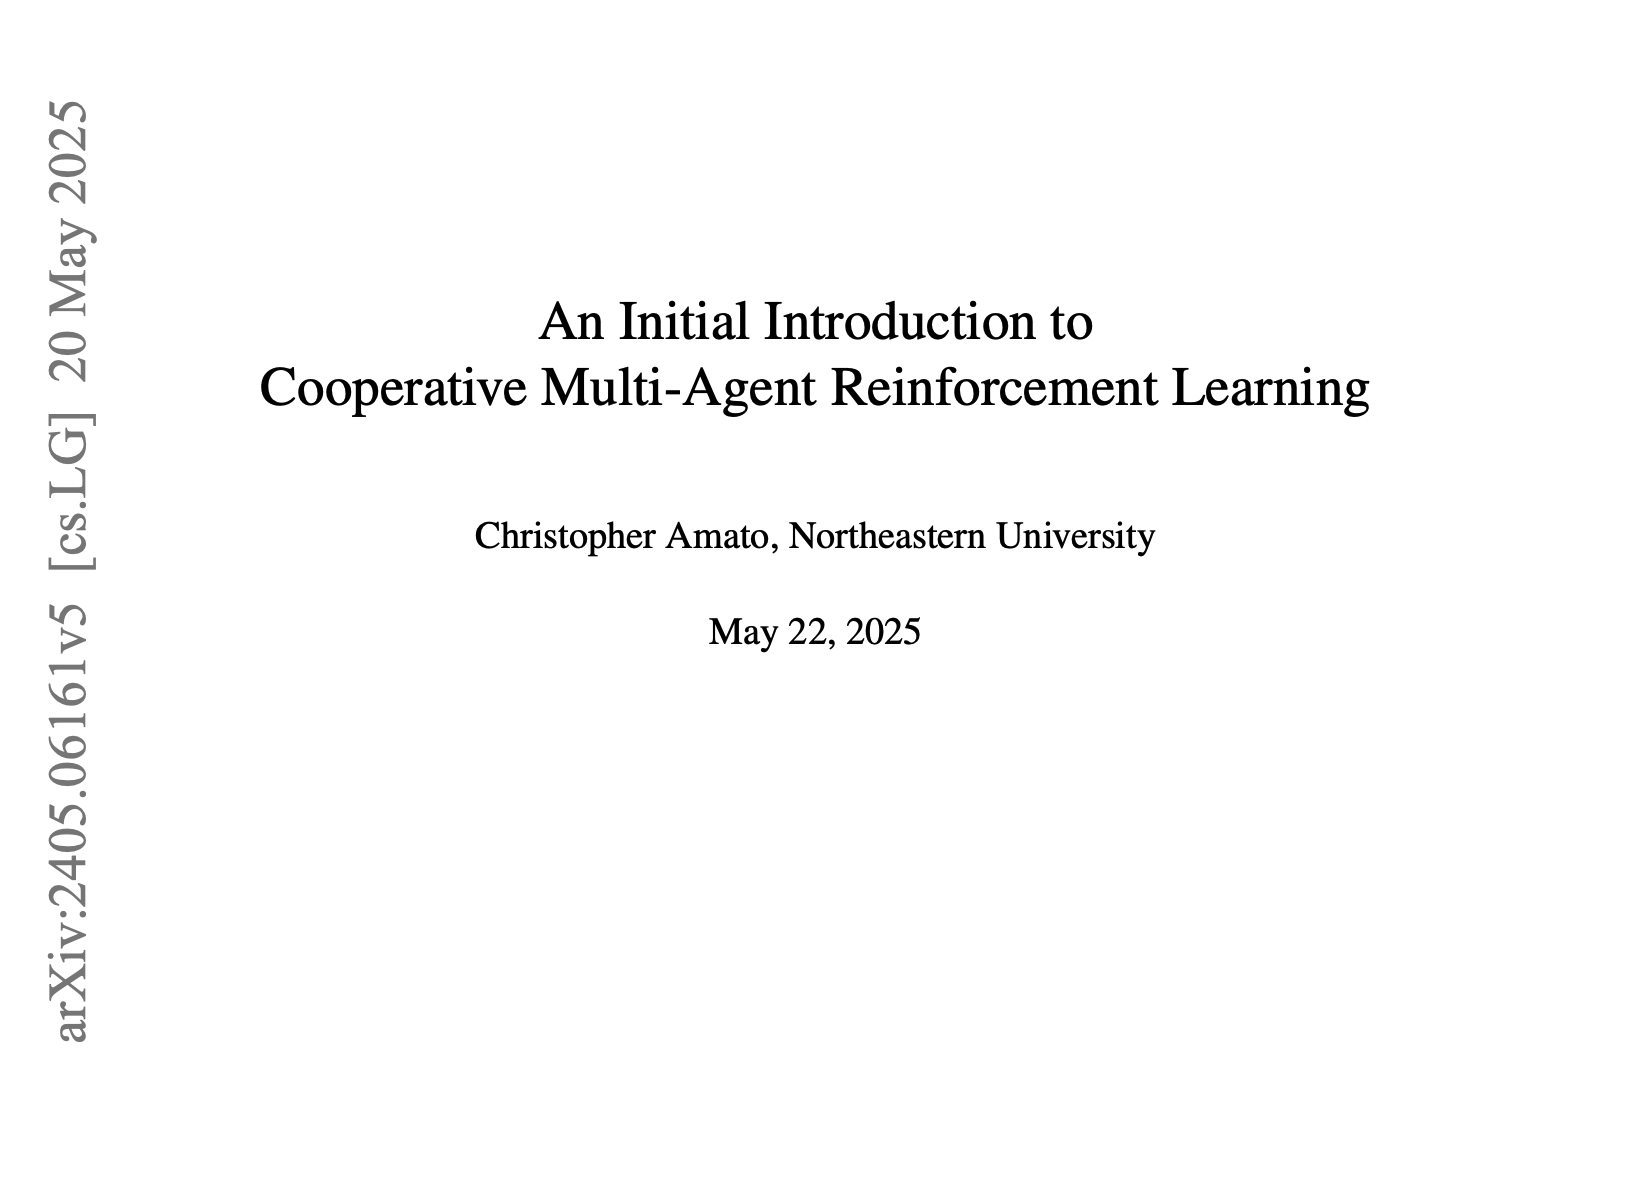 arXiv:2405.06161v5 [cs.LG] 20 May 2025
An Initial Introduction to
Cooperative Multi-Agent Reinforcement Learning
Christopher Amato, Northeastern University
May 22, 2025